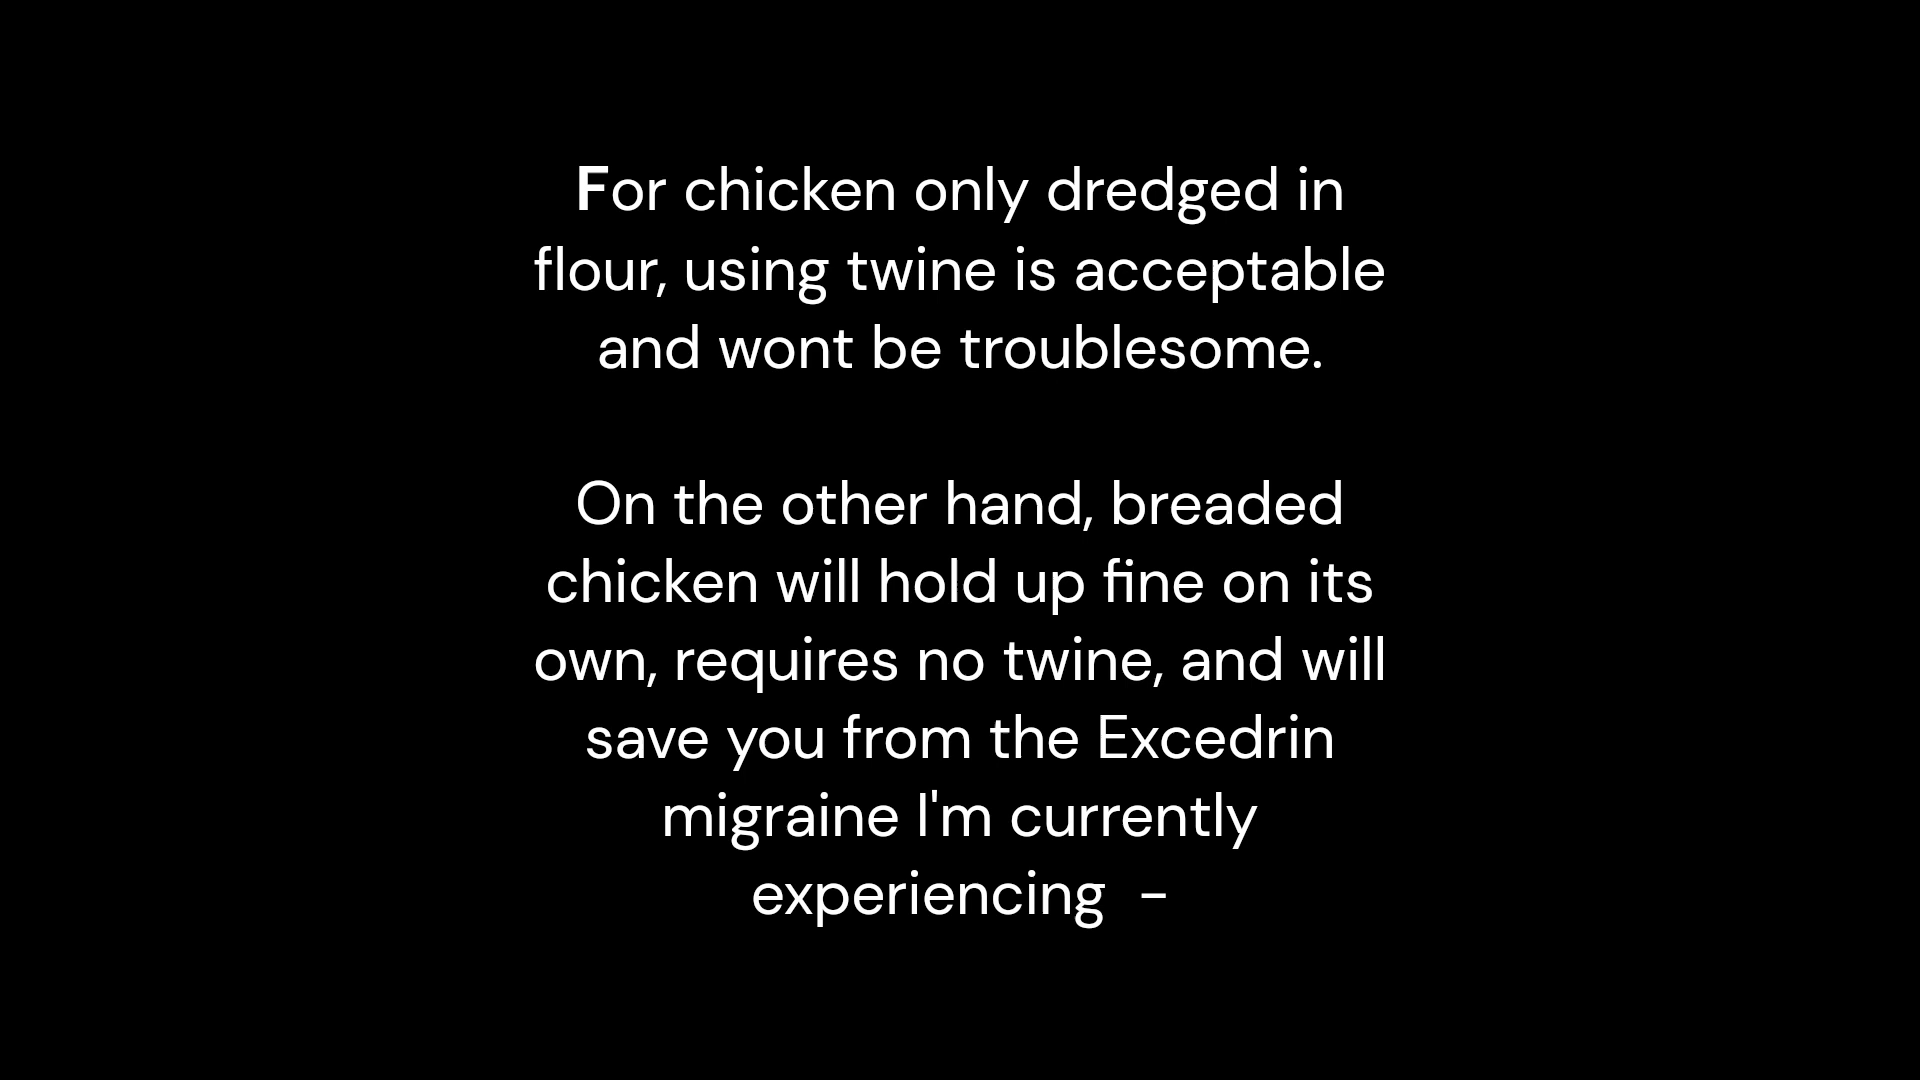 For chicken only dredged in
flour, using twine is acceptable
and wont be troublesome.
On the other hand, breaded
chicken will hold up fine on its
own, requires no twine, and will
save you from the Excedrin
migraine I'm currently
experiencing  -